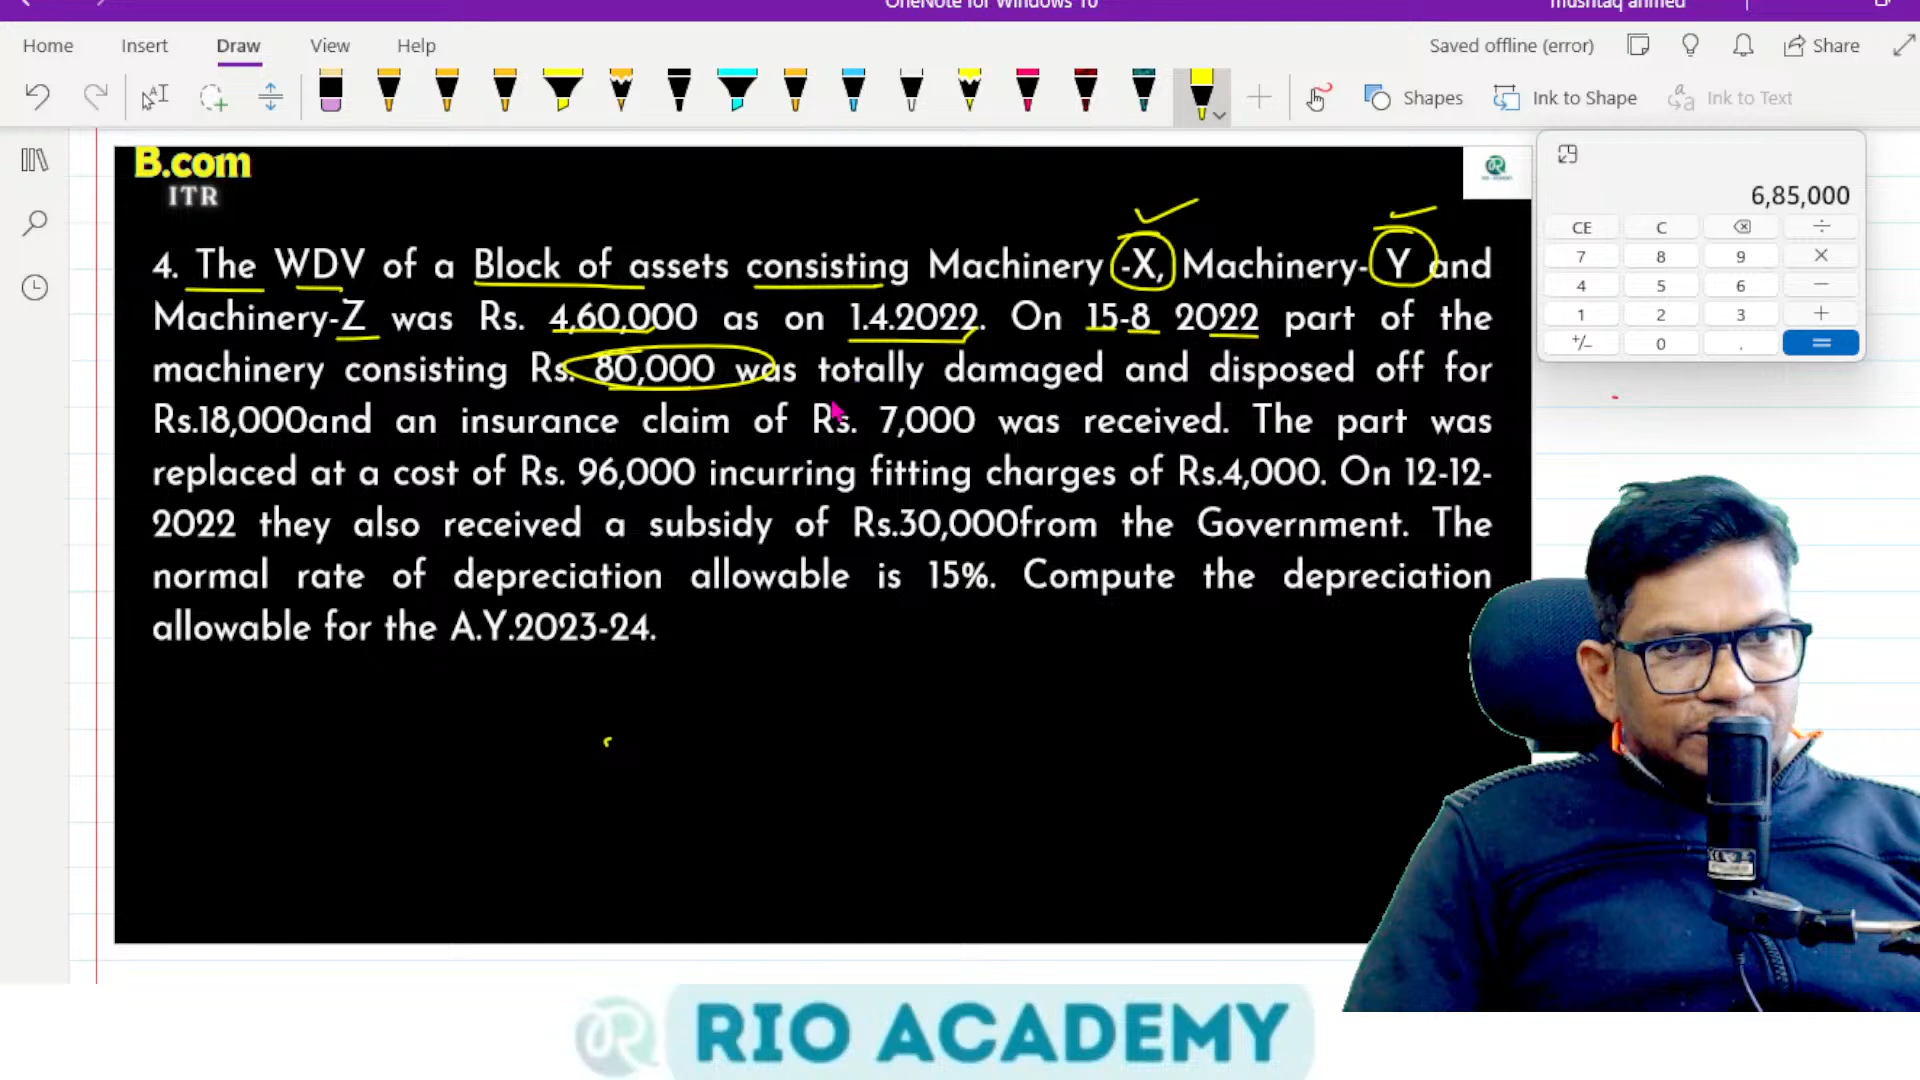 OneNote for Windows 10
mushtaq ahmed
Home Insert Draw View Help
Saved offline (error)
Share
Shapes
Ink to Shape
Ink to Text
B.com
ITR
4. The WDV of a Block of assets consisting Machinery -X, Machinery- Y and
Machinery-Z was Rs. 4,60,000 as on 1.4.2022. On 15-8 2022 part of the
machinery consisting Rs. 80,000 was totally damaged and disposed off for
Rs.18,000and an insurance claim of Rs. 7,000 was received. The part was
replaced at a cost of Rs. 96,000 incurring fitting charges of Rs.4,000. On 12-12-
2022 they also received a subsidy of Rs.30,000from the Government. The
normal rate of depreciation allowable is 15%. Compute the depreciation
allowable for the A.Y.2023-24.
6,85,000
CE C ÷
7 8 9 ×
4 5 6 −
1 2 3 +
+/− 0 . =
RIO ACADEMY